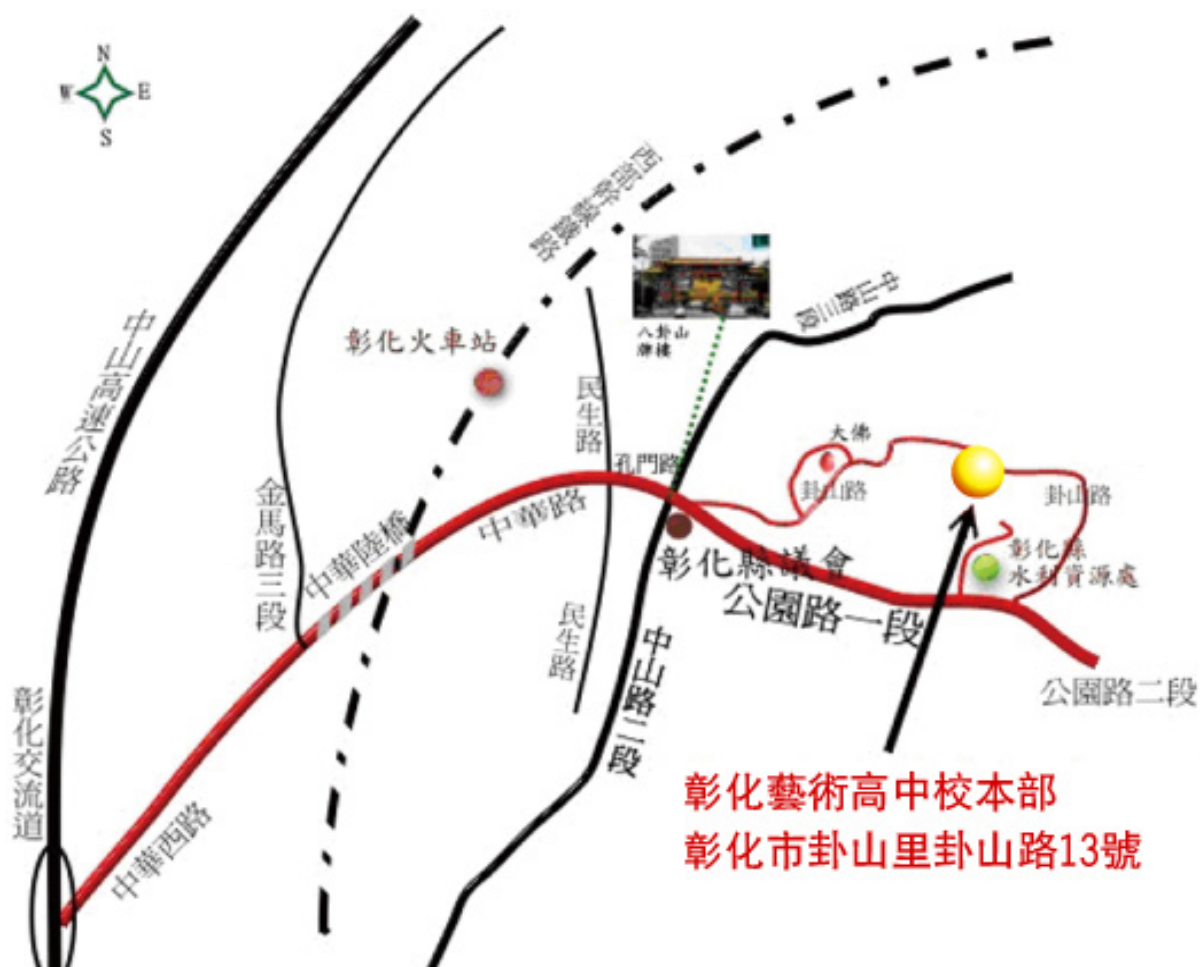 N
W E
S
西部幹線鐵路
中山高速公路
彰化火車站
八卦山
牌樓
中山路三段
民生路
孔門路
大佛
卦山路
卦山路
金馬路三段
中華陸橋
中華路
彰化縣議會
彰化縣
水利資源處
公園路一段
民生路
中山路二段
公園路二段
彰化交流道
中華西路
彰化藝術高中校本部
彰化市卦山里卦山路13號